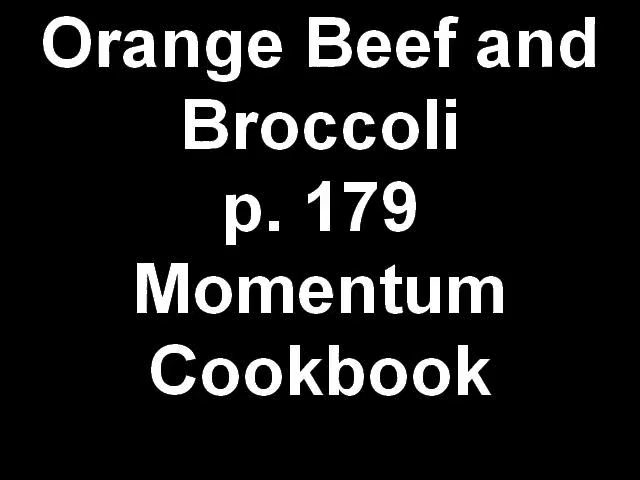 Orange Beef and
Broccoli
p. 179
Momentum
Cookbook